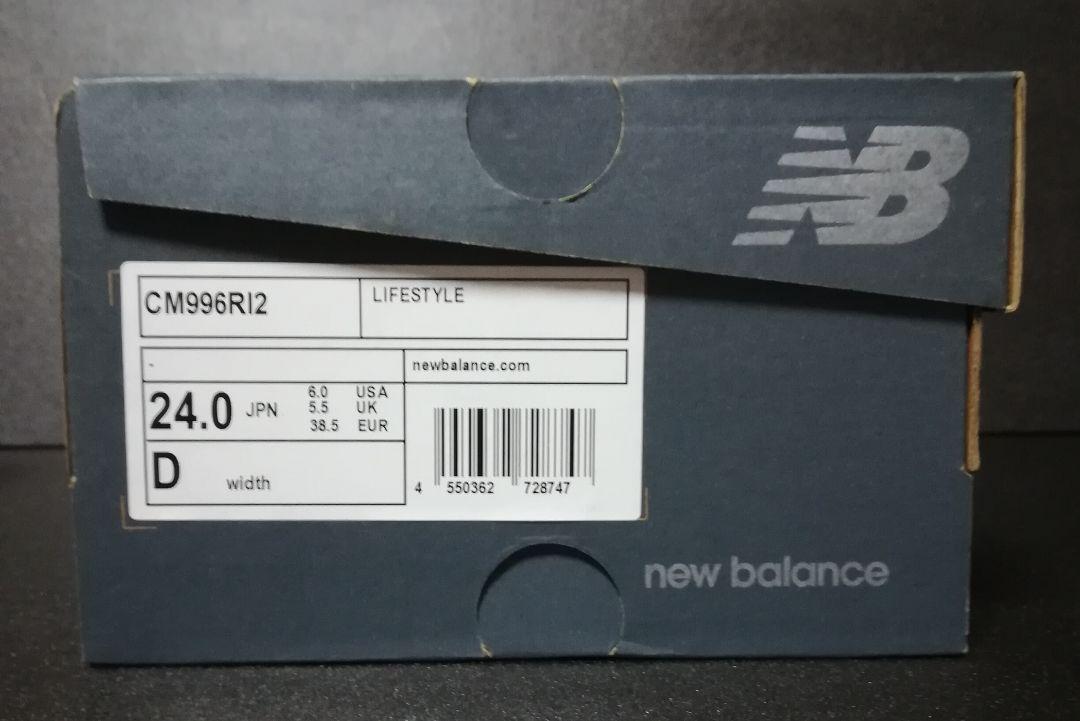 NB
CM996RI2
LIFESTYLE
-
newbalance.com
24.0 JPN
6.0 USA
5.5 UK
38.5 EUR
D width
4 550362 728747
new balance